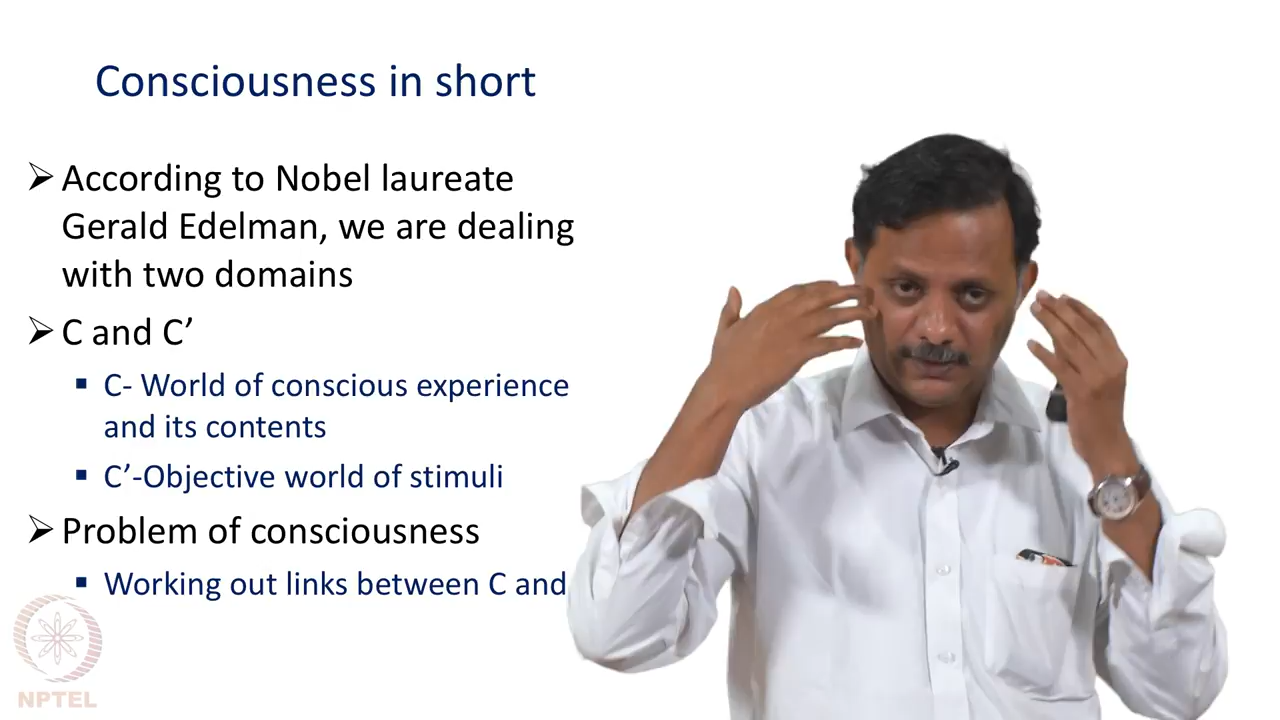 Consciousness in short
➢ According to Nobel laureate
Gerald Edelman, we are dealing
with two domains
➢ C and C’
▪ C- World of conscious experience
and its contents
▪ C’-Objective world of stimuli
➢ Problem of consciousness
▪ Working out links between C and
NPTEL